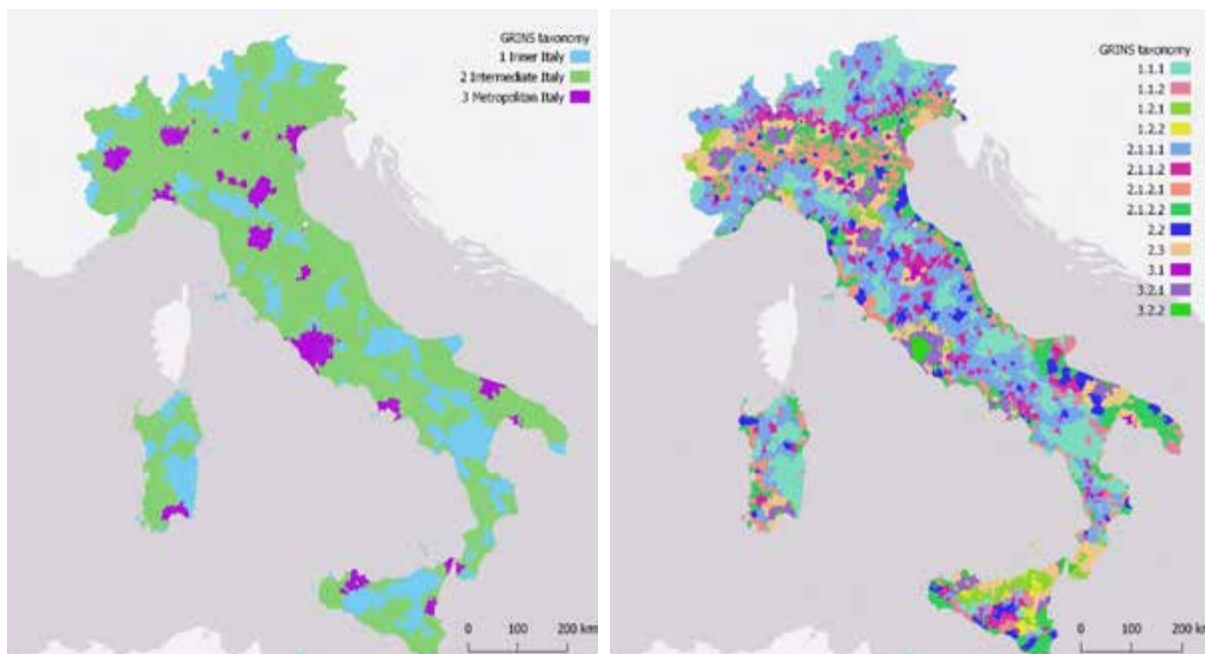 GRINS taxonomy
1 Inner Italy
2 Intermediate Italy
3 Metropolitan Italy
0 100 200 kms
GRINS taxonomy
1.1.1
1.1.2
1.2.1
1.2.2
2.1.1.1
2.1.1.2
2.1.2.1
2.1.2.2
2.2
2.3
3.1
3.2.1
3.2.2
0 100 200 kms